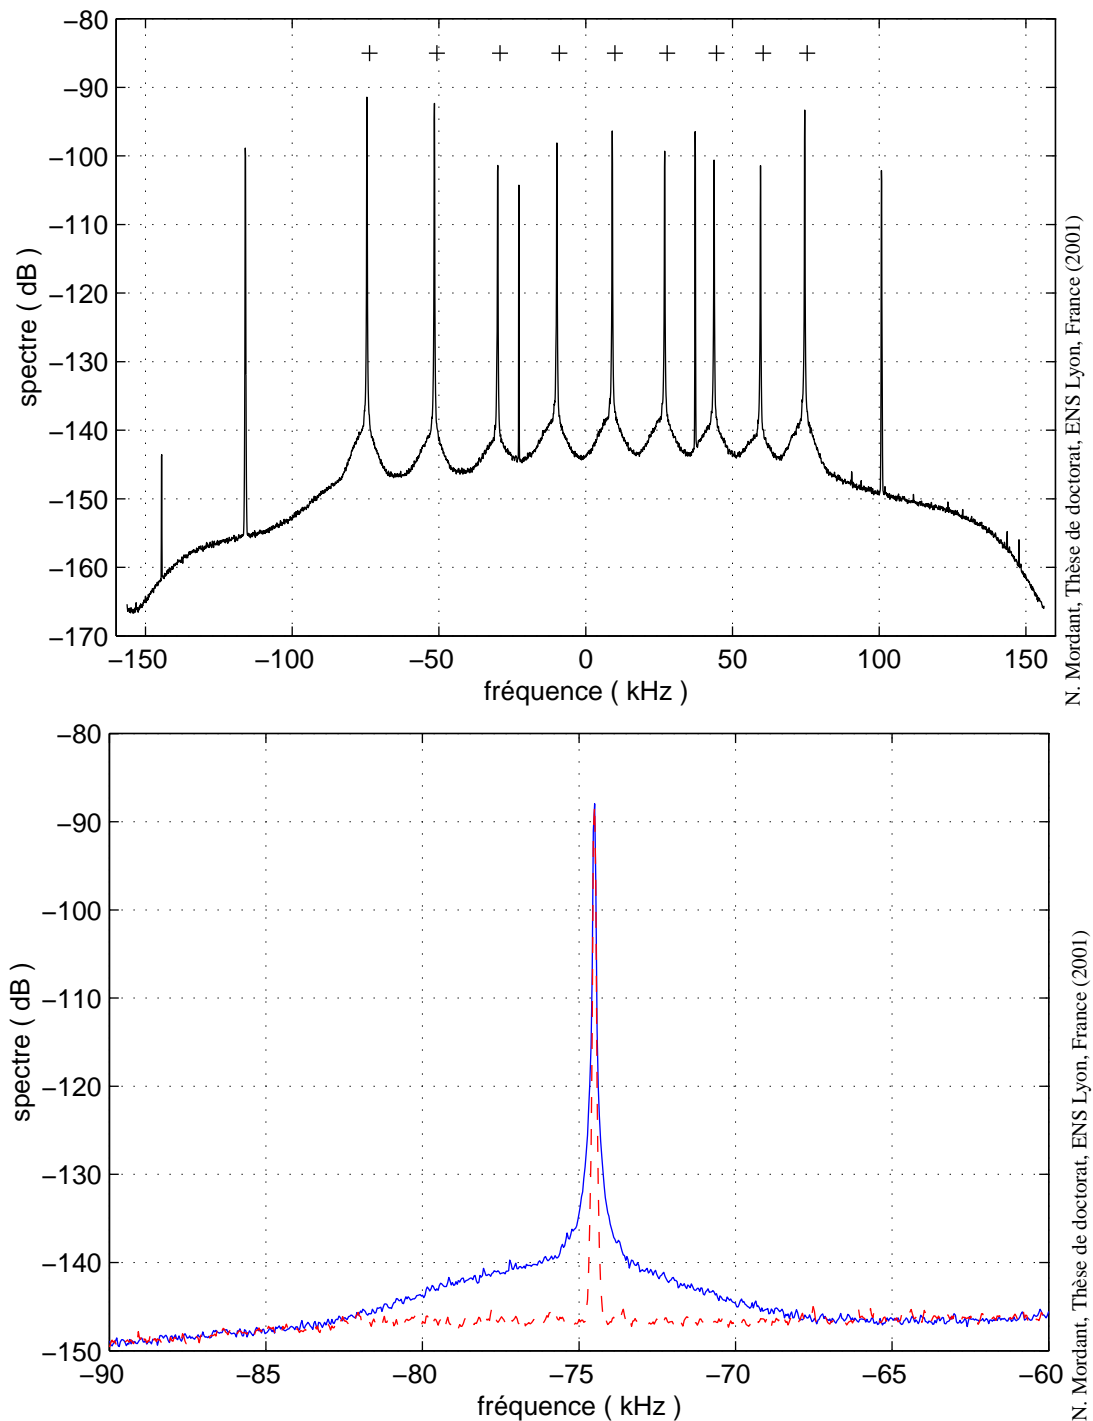 −80
−90
−100
−110
−120
−130
−140
−150
−160
−170
−150 −100 −50 0 50 100 150
spectre ( dB )
fréquence ( kHz )
N. Mordant, Thèse de doctorat, ENS Lyon, France (2001)
−80
−90
−100
−110
−120
−130
−140
−150
−90 −85 −80 −75 −70 −65 −60
spectre ( dB )
fréquence ( kHz )
N. Mordant, Thèse de doctorat, ENS Lyon, France (2001)